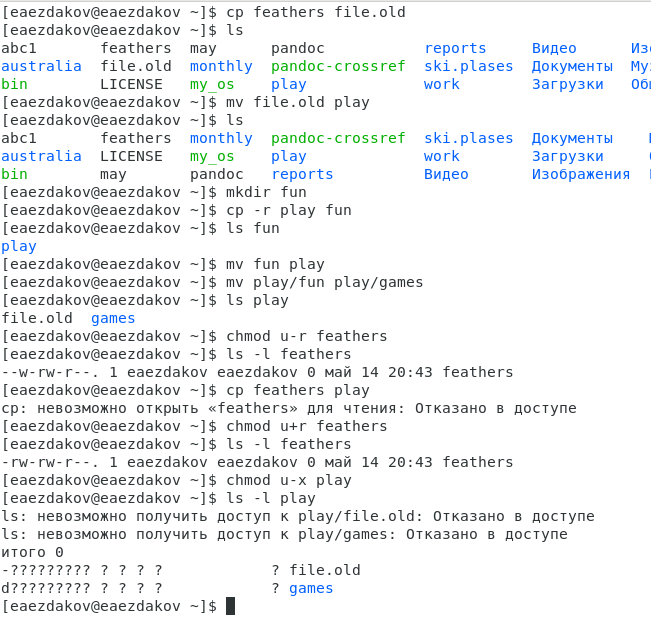 [eaezdakov@eaezdakov ~]$ cp feathers file.old
[eaezdakov@eaezdakov ~]$ ls
abc1       feathers  may      pandoc           reports     Видео
australia  file.old  monthly  pandoc-crossref  ski.plases  Документы
bin        LICENSE   my_os    play             work        Загрузки
[eaezdakov@eaezdakov ~]$ mv file.old play
[eaezdakov@eaezdakov ~]$ ls
abc1       feathers  monthly  pandoc-crossref  ski.plases  Документы
australia  LICENSE   my_os    play             work        Загрузки
bin        may       pandoc   reports          Видео       Изображения
[eaezdakov@eaezdakov ~]$ mkdir fun
[eaezdakov@eaezdakov ~]$ cp -r play fun
[eaezdakov@eaezdakov ~]$ ls fun
play
[eaezdakov@eaezdakov ~]$ mv fun play
[eaezdakov@eaezdakov ~]$ mv play/fun play/games
[eaezdakov@eaezdakov ~]$ ls play
file.old  games
[eaezdakov@eaezdakov ~]$ chmod u-r feathers
[eaezdakov@eaezdakov ~]$ ls -l feathers
--w-rw-r--. 1 eaezdakov eaezdakov 0 май 14 20:43 feathers
[eaezdakov@eaezdakov ~]$ cp feathers play
cp: невозможно открыть «feathers» для чтения: Отказано в доступе
[eaezdakov@eaezdakov ~]$ chmod u+r feathers
[eaezdakov@eaezdakov ~]$ ls -l feathers
-rw-rw-r--. 1 eaezdakov eaezdakov 0 май 14 20:43 feathers
[eaezdakov@eaezdakov ~]$ chmod u-x play
[eaezdakov@eaezdakov ~]$ ls -l play
ls: невозможно получить доступ к play/file.old: Отказано в доступе
ls: невозможно получить доступ к play/games: Отказано в доступе
итого 0
-????????? ? ? ? ?            ? file.old
d????????? ? ? ? ?            ? games
[eaezdakov@eaezdakov ~]$